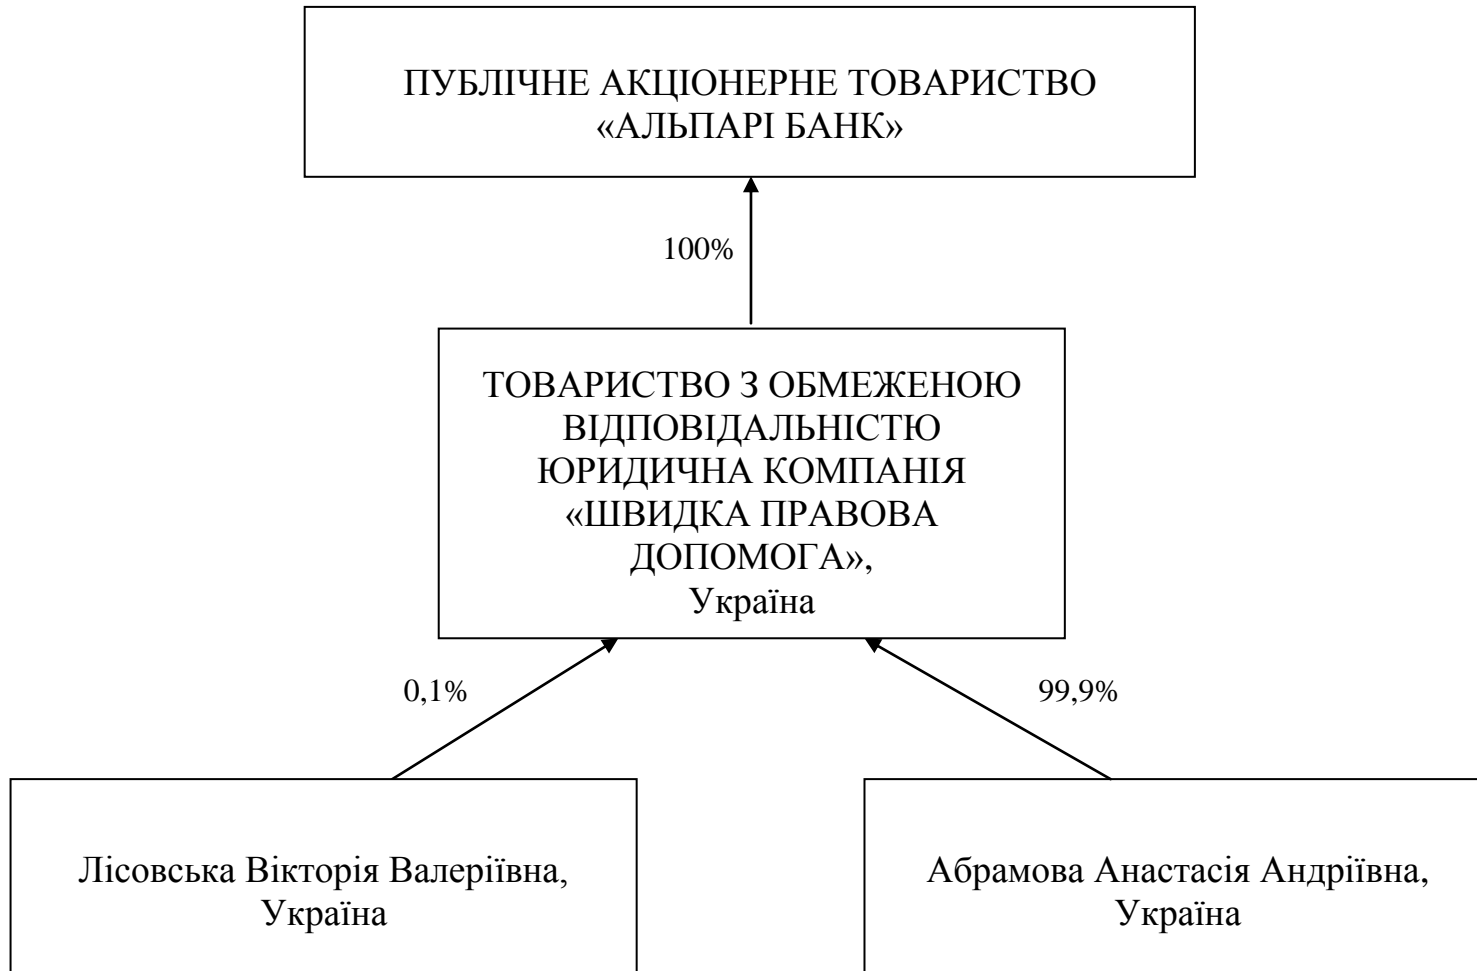 ПУБЛІЧНЕ АКЦІОНЕРНЕ ТОВАРИСТВО
«АЛЬПАРІ БАНК»
100%
ТОВАРИСТВО З ОБМЕЖЕНОЮ
ВІДПОВІДАЛЬНІСТЮ
ЮРИДИЧНА КОМПАНІЯ
«ШВИДКА ПРАВОВА
ДОПОМОГА»,
Україна
0,1%
99,9%
Лісовська Вікторія Валеріївна,
Україна
Абрамова Анастасія Андріївна,
Україна